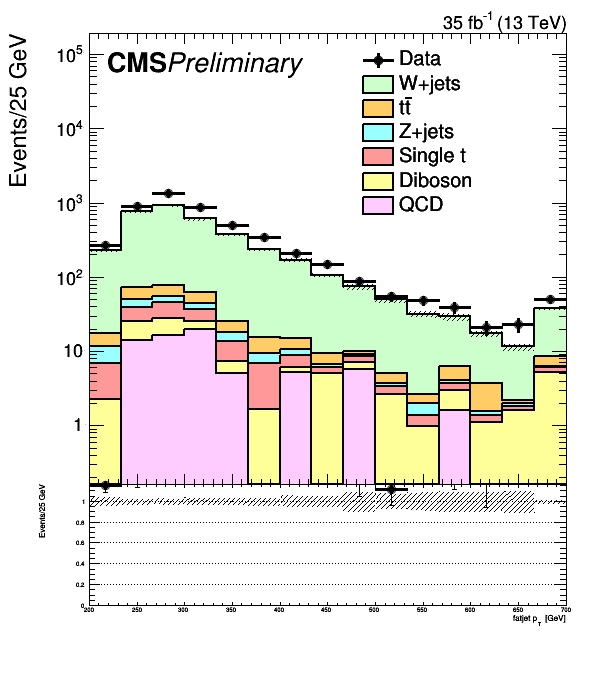 35 fb⁻¹ (13 TeV)
CMS Preliminary
Events/25 GeV
10⁵
10⁴
10³
10²
10
1
Data
W+jets
tt̄
Z+jets
Single t
Diboson
QCD
Events/25 GeV
1
0.8
0.6
0.4
0.2
0
200 250 300 350 400 450 500 550 600 650 700
fatjet p_T [GeV]